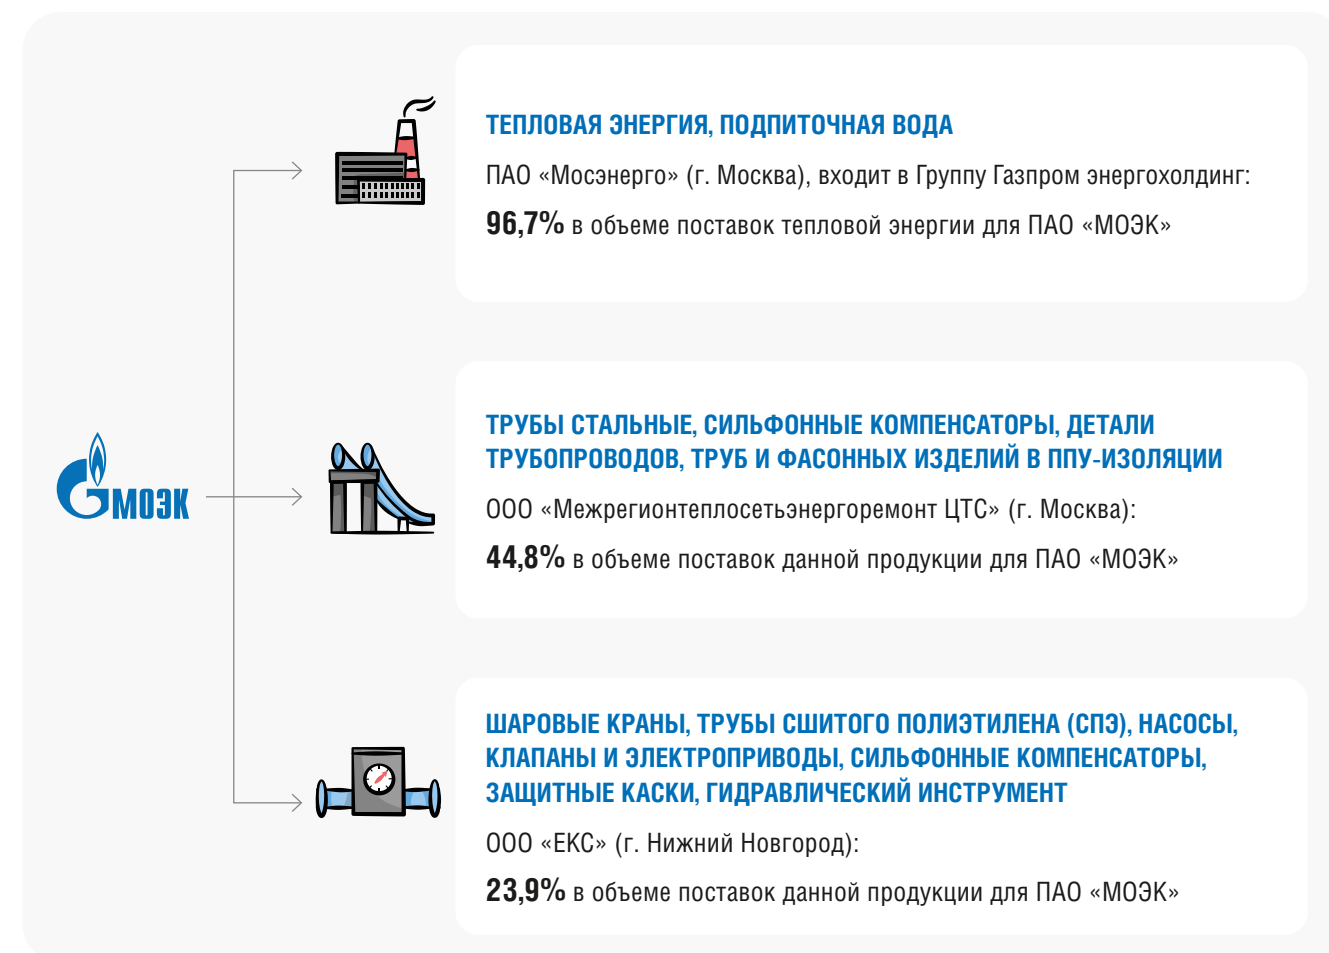 ТЕПЛОВАЯ ЭНЕРГИЯ, ПОДПИТОЧНАЯ ВОДА
ПАО «Мосэнерго» (г. Москва), входит в Группу Газпром энергохолдинг:
96,7% в объеме поставок тепловой энергии для ПАО «МОЭК»
ТРУБЫ СТАЛЬНЫЕ, СИЛЬФОННЫЕ КОМПЕНСАТОРЫ, ДЕТАЛИ
ТРУБОПРОВОДОВ, ТРУБ И ФАСОННЫХ ИЗДЕЛИЙ В ППУ-ИЗОЛЯЦИИ
ООО «Межрегионтеплосетьэнергоремонт ЦТС» (г. Москва):
44,8% в объеме поставок данной продукции для ПАО «МОЭК»
МОЭК
ШАРОВЫЕ КРАНЫ, ТРУБЫ СШИТОГО ПОЛИЭТИЛЕНА (СПЭ), НАСОСЫ,
КЛАПАНЫ И ЭЛЕКТРОПРИВОДЫ, СИЛЬФОННЫЕ КОМПЕНСАТОРЫ,
ЗАЩИТНЫЕ КАСКИ, ГИДРАВЛИЧЕСКИЙ ИНСТРУМЕНТ
ООО «ЕКС» (г. Нижний Новгород):
23,9% в объеме поставок данной продукции для ПАО «МОЭК»